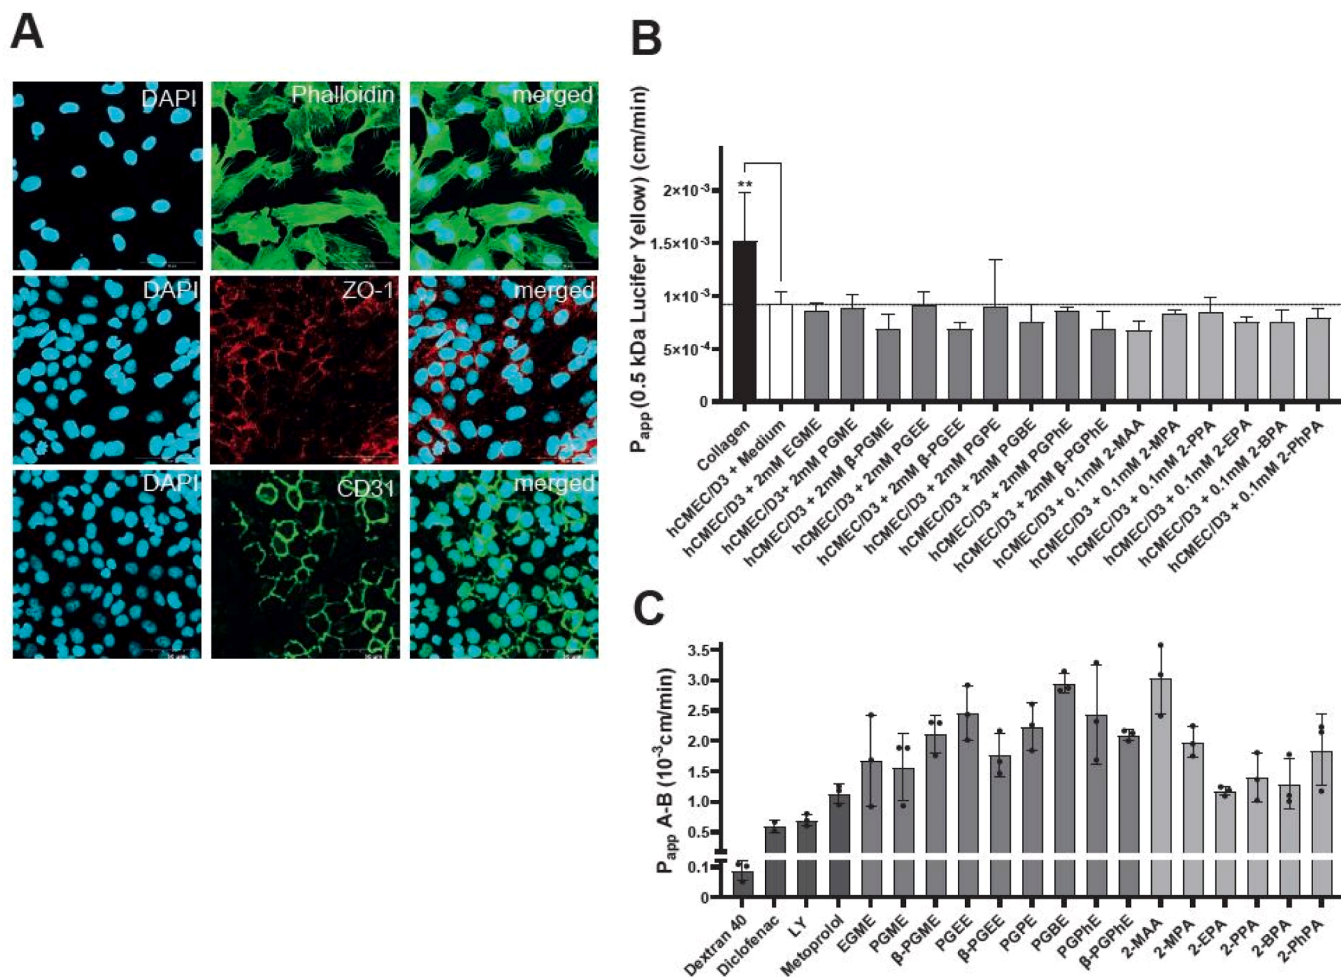 A
DAPI
Phalloidin
merged
DAPI
ZO-1
merged
DAPI
CD31
merged
B
P app (0.5 kDa Lucifer Yellow) (cm/min)
2×10-3
1.5×10-3
1×10-3
5×10-4
0
**
Collagen
hCMEC/D3 + Medium
hCMEC/D3 + 2mM EGME
hCMEC/D3+ 2mM PGME
hCMEC/D3 + 2mM β-PGME
hCMEC/D3 + 2mM PGEE
hCMEC/D3 + 2mM β-PGEE
hCMEC/D3 + 2mM PGPE
hCMEC/D3 + 2mM PGBE
hCMEC/D3 + 2mM PGPhE
hCMEC/D3 + 2mM β-PGPhE
hCMEC/D3 + 0.1mM 2-MAA
hCMEC/D3 + 0.1mM 2-MPA
hCMEC/D3 + 0.1mM 2-PPA
hCMEC/D3 + 0.1mM 2-EPA
hCMEC/D3 + 0.1mM 2-BPA
hCMEC/D3 + 0.1mM 2-PhPA
C
P app A-B (10-3cm/min)
3.5
3.0
2.5
2.0
1.5
1.0
0.5
0.1
0
Dextran 40
Diclofenac
LY
Metoprolol
EGME
PGME
β-PGME
PGEE
β-PGEE
PGPE
PGBE
PGPhE
β-PGPhE
2-MAA
2-MPA
2-EPA
2-PPA
2-BPA
2-PhPA